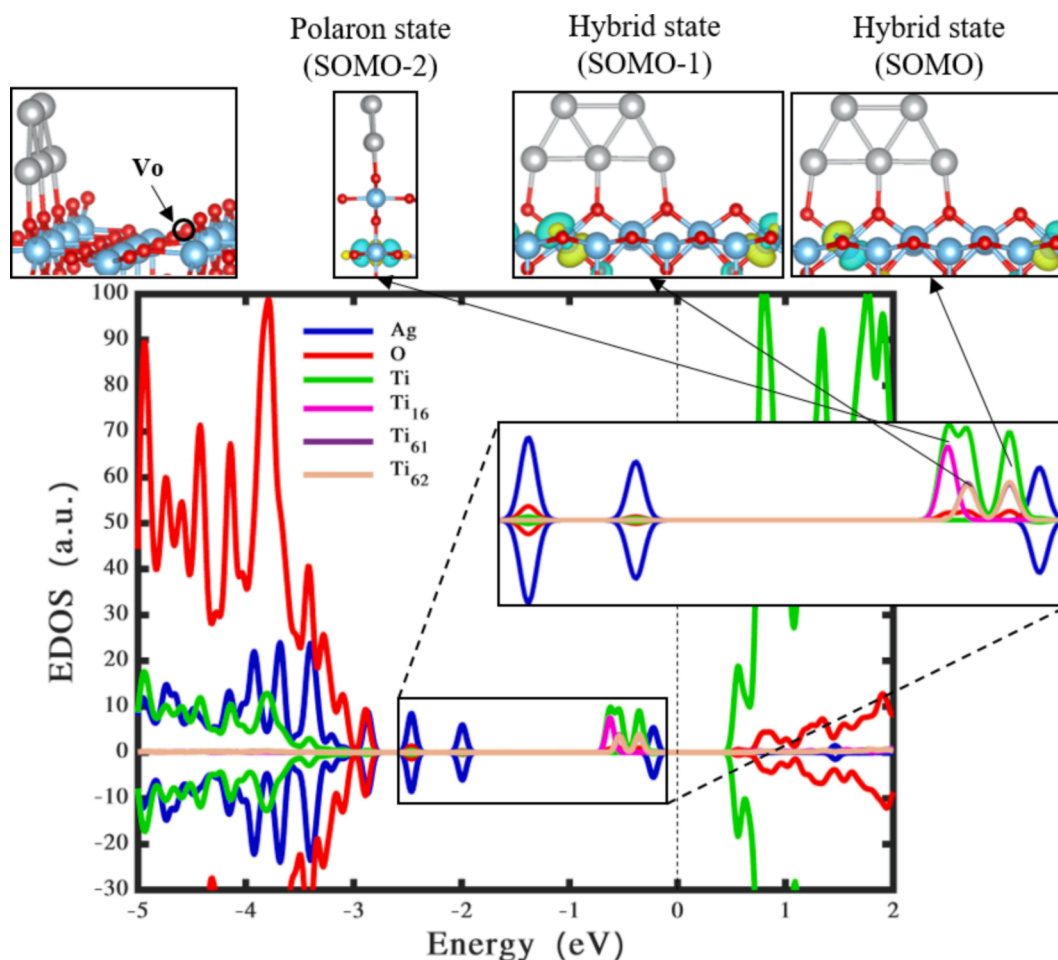 Polaron state
(SOMO-2)
Hybrid state
(SOMO-1)
Hybrid state
(SOMO)
Vo
EDOS (a.u.)
100
90
80
70
60
50
40
30
20
10
0
-10
-20
-30
Ag
O
Ti
Ti16
Ti61
Ti62
-5
-4
-3
-2
-1
0
1
2
Energy (eV)